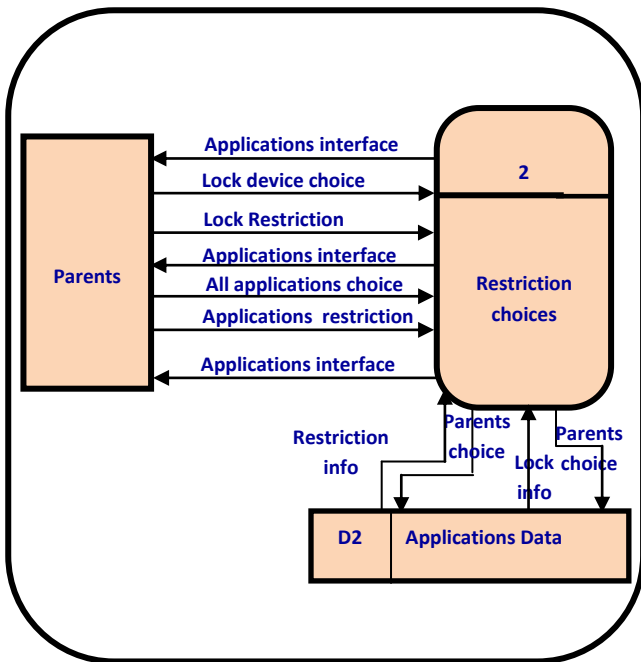 Applications interface
2
Lock device choice
Lock Restriction
Applications interface
Parents
All applications choice
Restriction
choices
Applications restriction
Applications interface
Restriction
info
Parents
choice
Lock
info
Parents
choice
D2
Applications Data